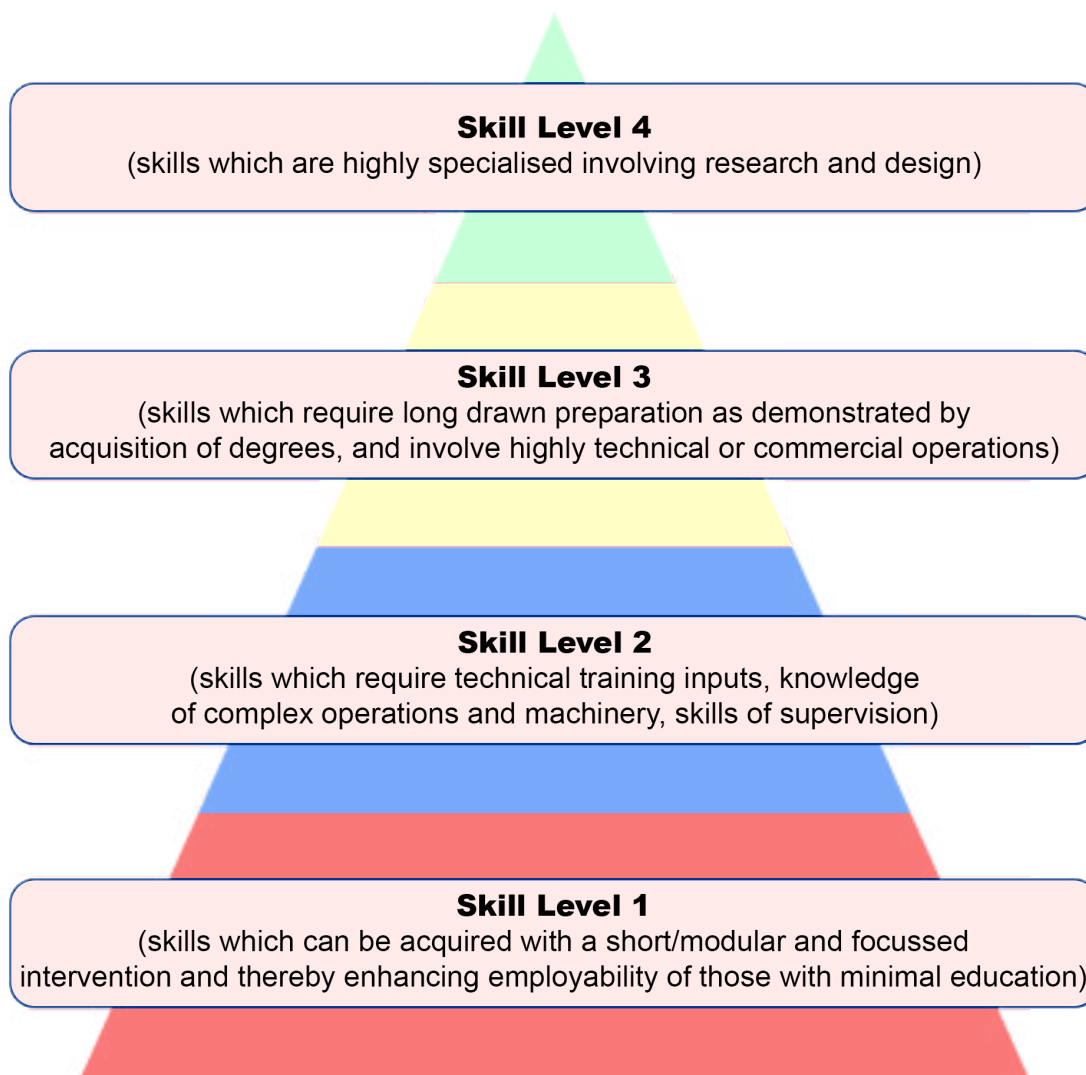 Skill Level 4
(skills which are highly specialised involving research and design)
Skill Level 3
(skills which require long drawn preparation as demonstrated by
acquisition of degrees, and involve highly technical or commercial operations)
Skill Level 2
(skills which require technical training inputs, knowledge
of complex operations and machinery, skills of supervision)
Skill Level 1
(skills which can be acquired with a short/modular and focussed
intervention and thereby enhancing employability of those with minimal education)